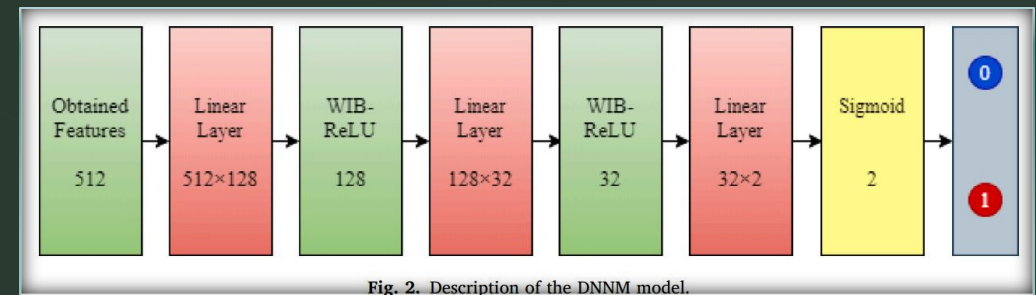 Obtained
Features
512
Linear
Layer
512×128
WIB-
ReLU
128
Linear
Layer
128×32
WIB-
ReLU
32
Linear
Layer
32×2
Sigmoid
2
0
1
Fig. 2. Description of the DNNM model.